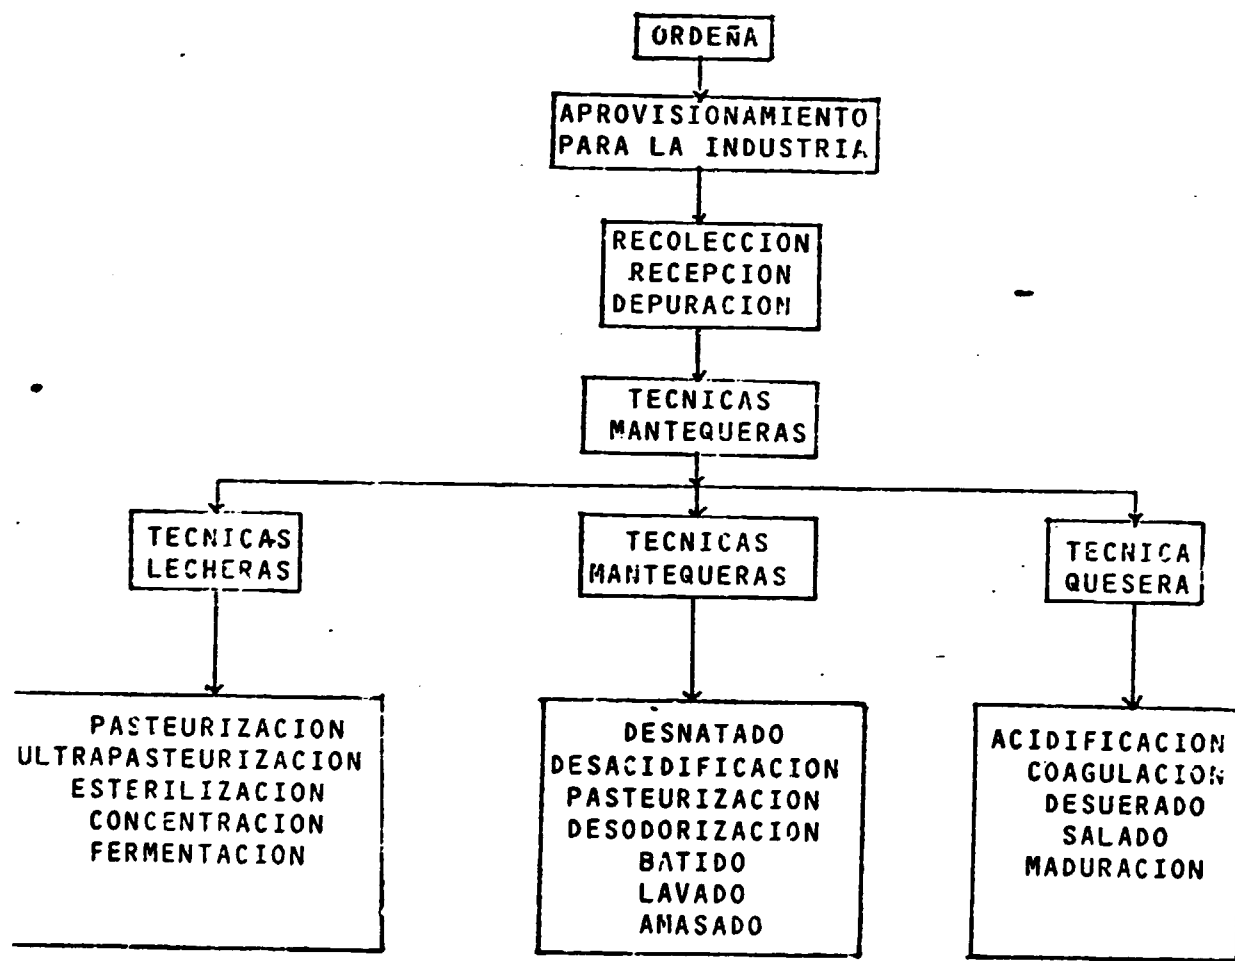 ORDEÑA
APROVISIONAMIENTO
PARA LA INDUSTRIA
RECOLECCION
RECEPCION
DEPURACION
TECNICAS
MANTEQUERAS
TECNICAS
LECHERAS
TECNICAS
MANTEQUERAS
TECNICA
QUESERA
PASTEURIZACION
ULTRAPASTEURIZACION
ESTERILIZACION
CONCENTRACION
FERMENTACION
DESNATADO
DESACIDIFICACION
PASTEURIZACION
DESODORIZACION
BATIDO
LAVADO
AMASADO
ACIDIFICACION
COAGULACION
DESUERADO
SALADO
MADURACION